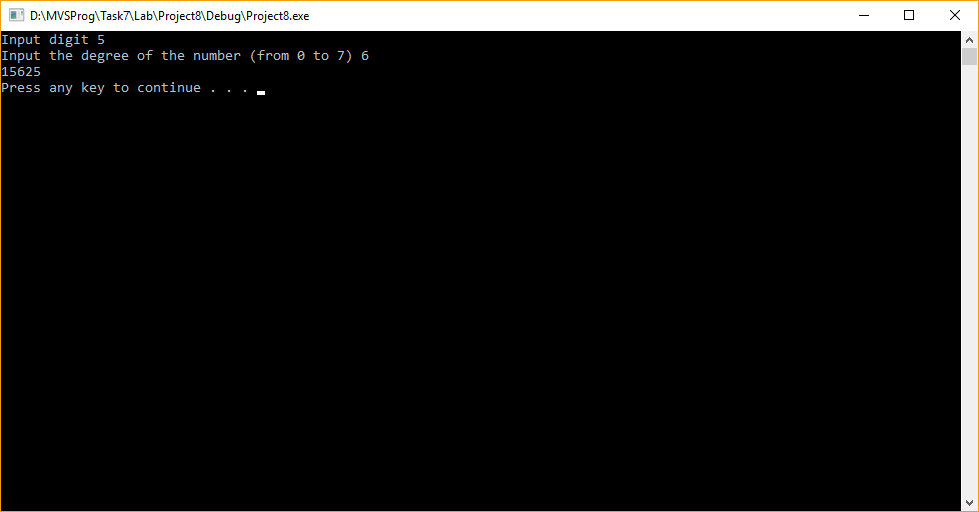 D:\MVSProg\Task7\Lab\Project8\Debug\Project8.exe
Input digit 5
Input the degree of the number (from 0 to 7) 6
15625
Press any key to continue . . .